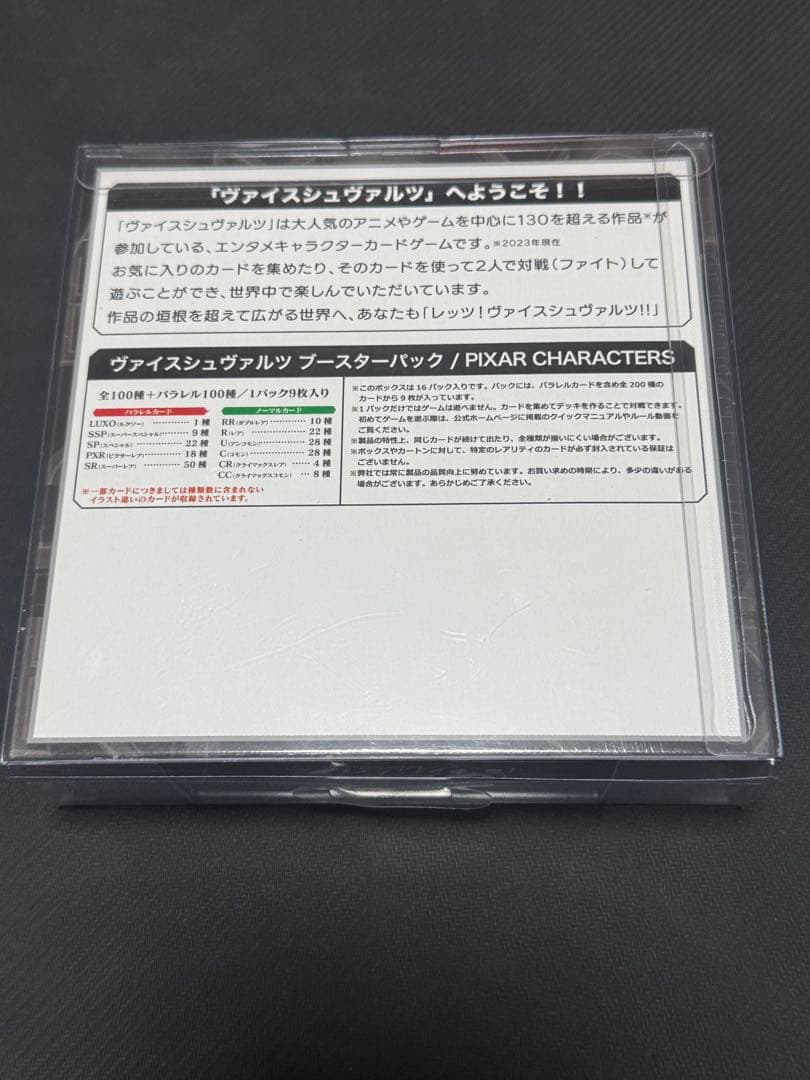 『ヴァイスシュヴァルツ』へようこそ！！
「ヴァイスシュヴァルツ」は大人気のアニメやゲームを中心に130を超える作品※が
参加している、エンタメキャラクターカードゲームです。※2023年現在
お気に入りのカードを集めたり、そのカードを使って2人で対戦（ファイト）して
遊ぶことができ、世界中で楽しんでいただいています。
作品の垣根を超えて広がる世界へ、あなたも「レッツ！ヴァイスシュヴァルツ！！」
ヴァイスシュヴァルツ ブースターパック / PIXAR CHARACTERS
全100種＋パラレル100種／1パック9枚入り
パラレルカード
LUXO（ルクソー）……………1種
SSP（スーパースペシャル）………9種
SP（スペシャル）……………22種
PXR（ピクサーレア）…………18種
SR（スーパーレア）……………50種
ノーマルカード
RR（ダブルレア）……………10種
R（レア）……………22種
U（アンコモン）……………28種
C（コモン）……………28種
CR（クライマックスレア）……4種
CC（クライマックスコモン）…8種
※一部カードにつきましては種類数に含まれない
イラスト違いのカードが収録されています。
※このボックスは16パック入りです。パックには、パラレルカードを含め全200種の
カードから9枚が入っています。
※1パックだけではゲームは遊べません。カードを集めてデッキを作ることで対戦できます。
初めてゲームを遊ぶ際は、公式ホームページに掲載のクイックマニュアルやルール動画を
ご覧ください。
※製品の特性上、同じカードが続けて出たり、全種類が揃いにくい場合がございます。
※ボックスやカートンに対して、特定のレアリティのカードが必ず封入されている保証は
ございません。
※弊社では常に製品の品質向上に努めています。お買い求めの時期により、多少の違いがある
場合がございます。あらかじめご了承ください。